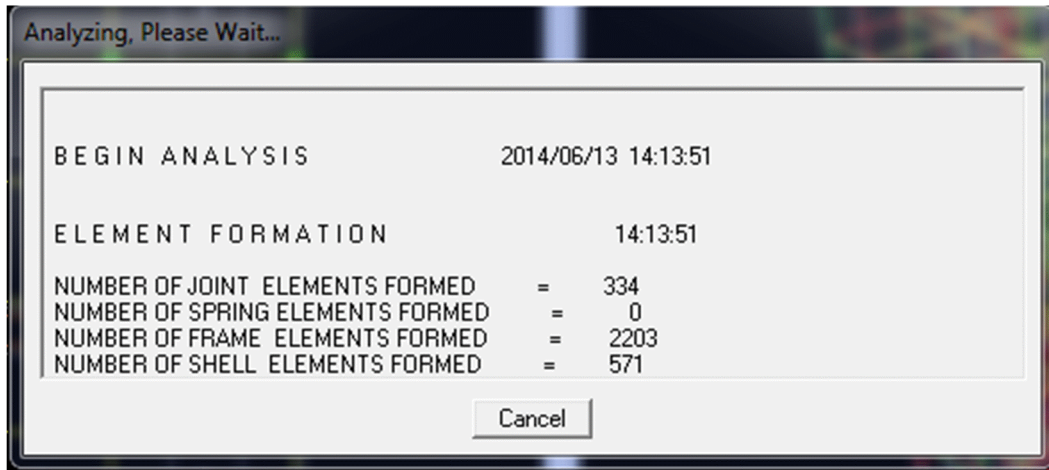 Analyzing, Please Wait...
BEGIN ANALYSIS 2014/06/13 14:13:51
ELEMENT FORMATION 14:13:51
NUMBER OF JOINT ELEMENTS FORMED = 334
NUMBER OF SPRING ELEMENTS FORMED = 0
NUMBER OF FRAME ELEMENTS FORMED = 2203
NUMBER OF SHELL ELEMENTS FORMED = 571
Cancel